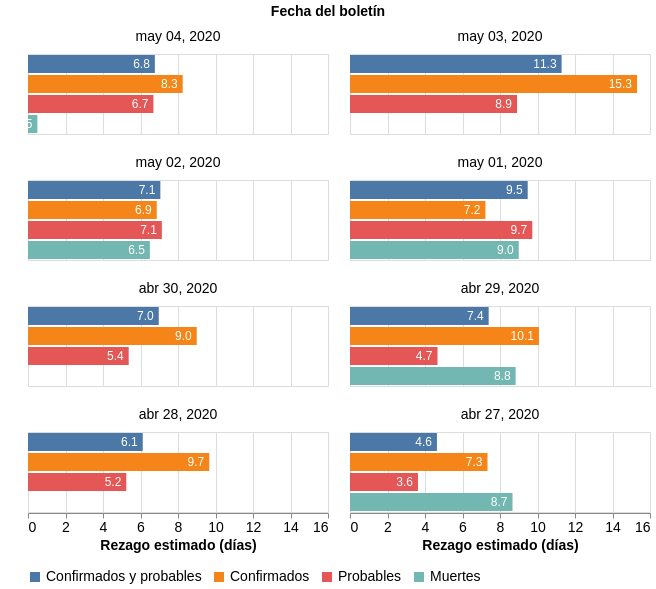 Fecha del boletín
may 04, 2020
6.8
8.3
6.7
may 03, 2020
11.3
15.3
8.9
may 02, 2020
7.1
6.9
7.1
6.5
may 01, 2020
9.5
7.2
9.7
9.0
abr 30, 2020
7.0
9.0
5.4
abr 29, 2020
7.4
10.1
4.7
8.8
abr 28, 2020
6.1
9.7
5.2
abr 27, 2020
4.6
7.3
3.6
8.7
0 2 4 6 8 10 12 14 16
0 2 4 6 8 10 12 14 16
Rezago estimado (días)
Rezago estimado (días)
Confirmados y probables Confirmados Probables Muertes